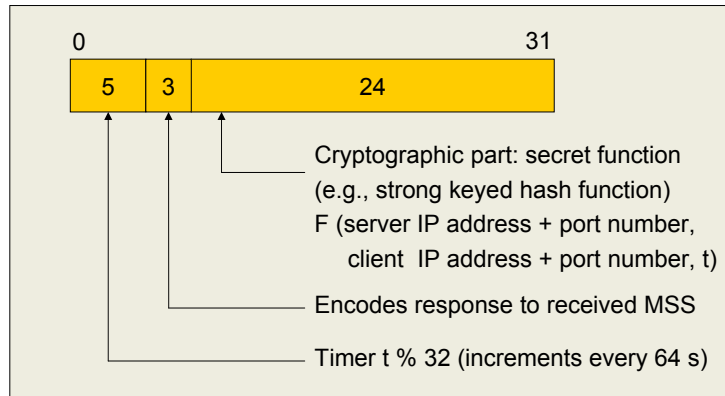 0 31
5 3 24
Cryptographic part: secret function
(e.g., strong keyed hash function)
F (server IP address + port number,
client IP address + port number, t)
Encodes response to received MSS
Timer t % 32 (increments every 64 s)